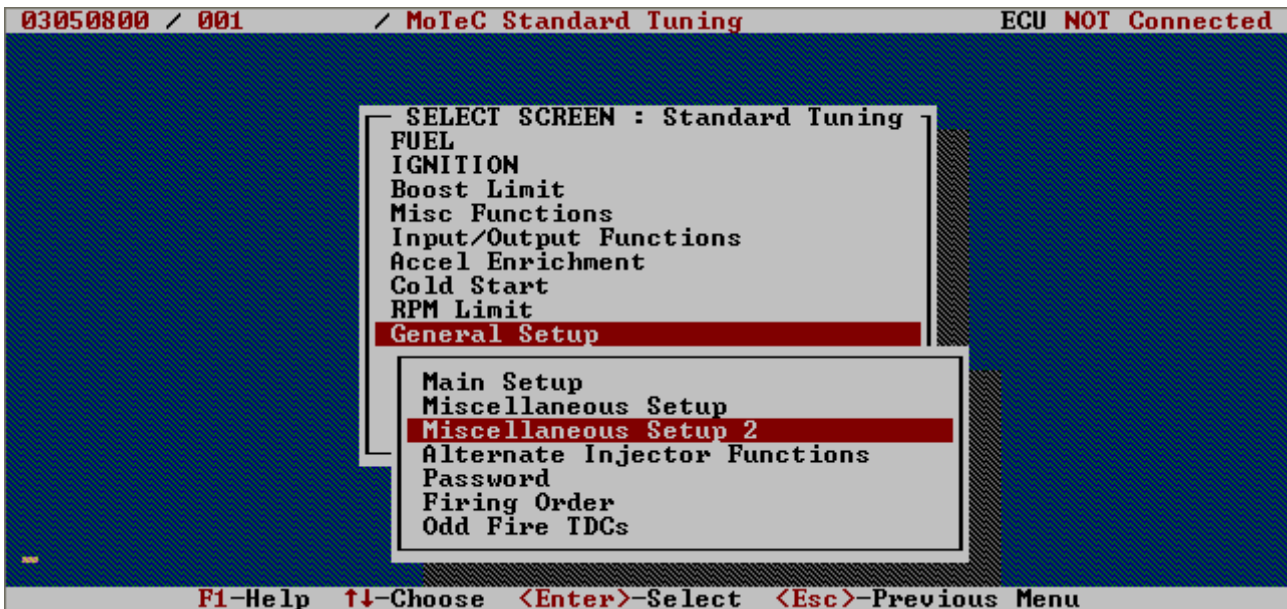 03050800 / 001 / MoTeC Standard Tuning ECU NOT Connected
SELECT SCREEN : Standard Tuning
FUEL
IGNITION
Boost Limit
Misc Functions
Input/Output Functions
Accel Enrichment
Cold Start
RPM Limit
General Setup
Main Setup
Miscellaneous Setup
Miscellaneous Setup 2
Alternate Injector Functions
Password
Firing Order
Odd Fire TDCs
F1-Help ↑↓-Choose <Enter>-Select <Esc>-Previous Menu